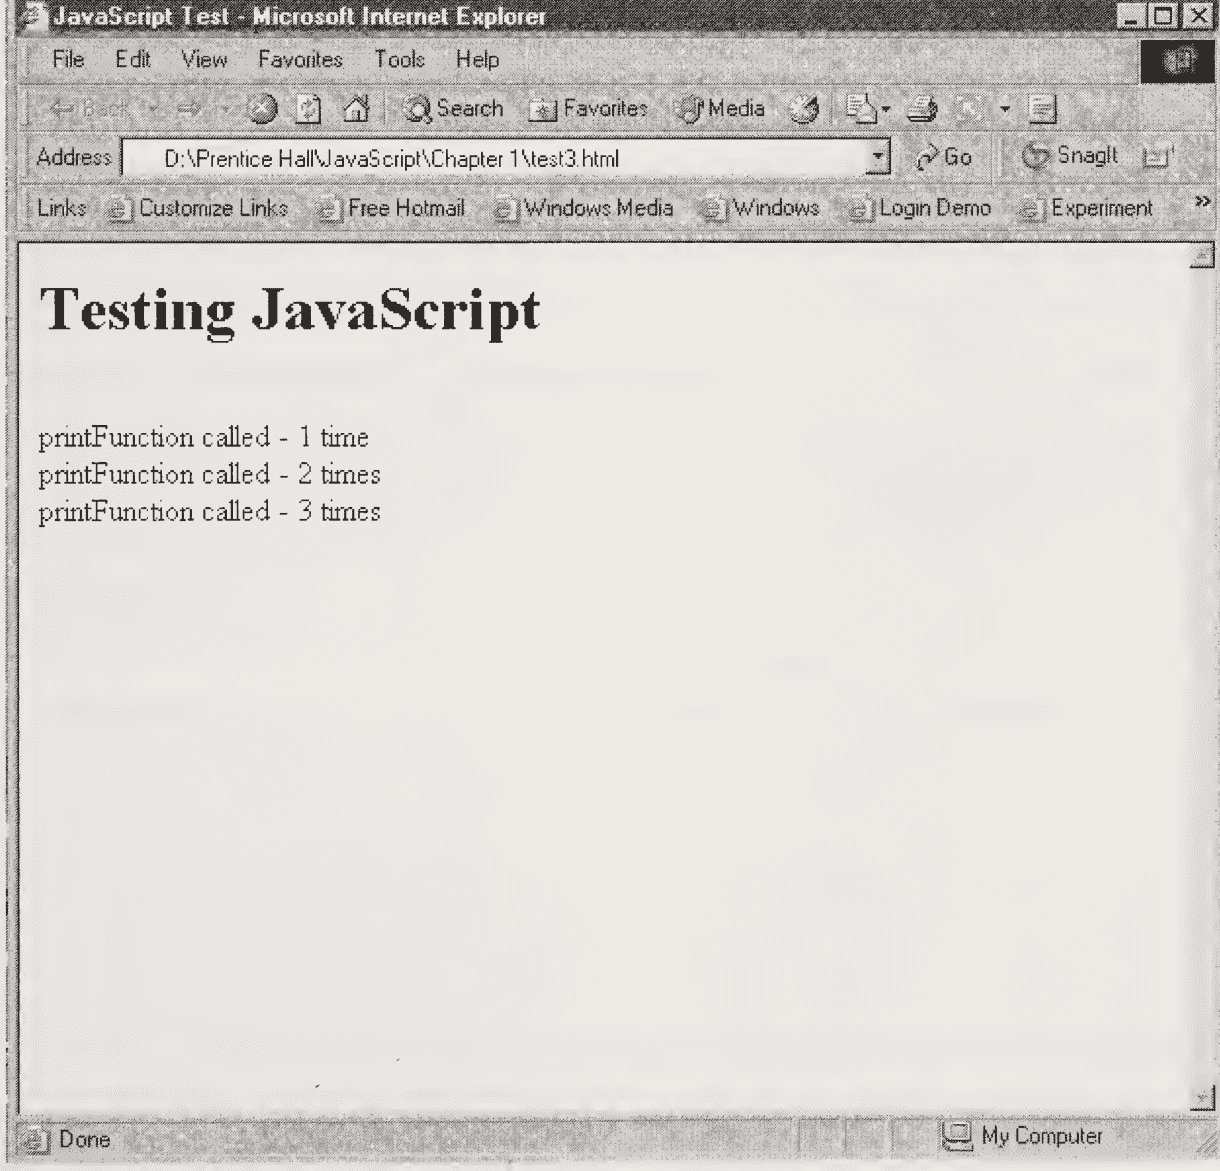 JavaScript Test - Microsoft Internet Explorer
File Edit View Favorites Tools Help
Back Search Favorites Media
Address D:\Prentice Hall\JavaScript\Chapter 1\test3.html Go SnagIt
Links Customize Links Free Hotmail Windows Media Windows Login Demo Experiment »
Testing JavaScript
printFunction called - 1 time
printFunction called - 2 times
printFunction called - 3 times
Done My Computer